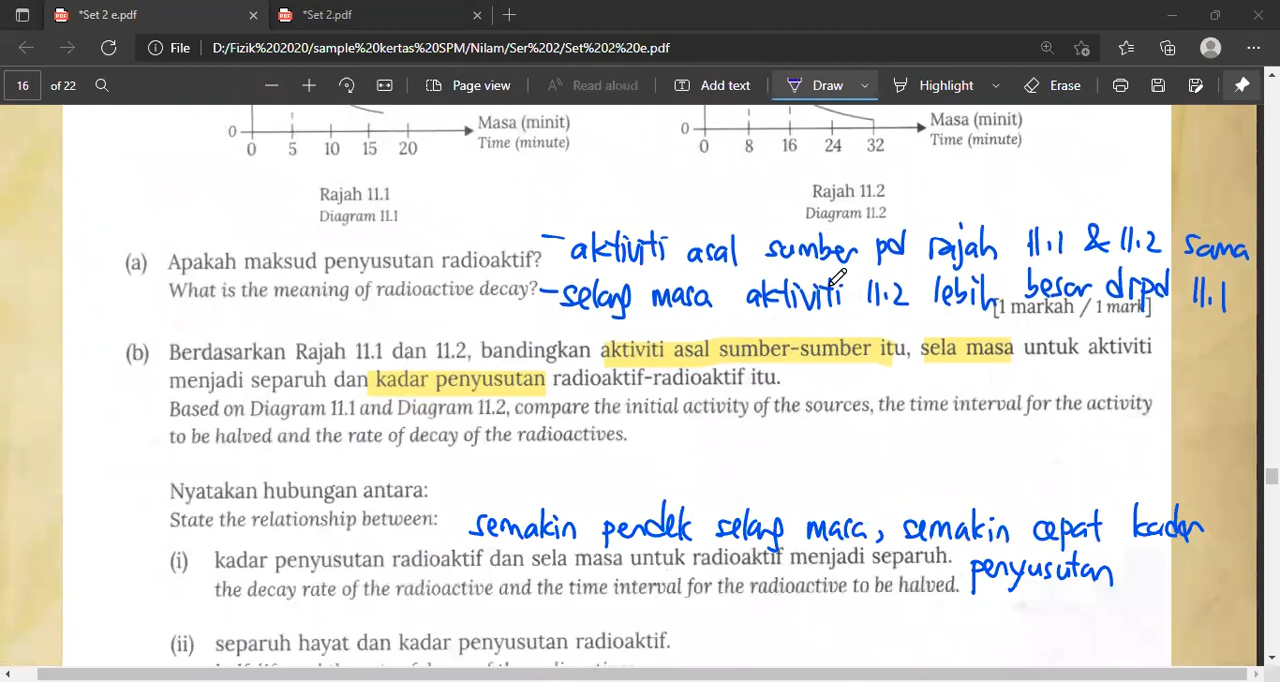 *Set 2 e.pdf
*Set 2.pdf
File D:/Fizik%202020/sample%20kertas%20SPM/Nilam/Ser%202/Set%202%20e.pdf
16 of 22 Page view Read aloud Add text Draw Highlight Erase
0 Masa (minit) 0 Masa (minit)
Time (minute) Time (minute)
0 5 10 15 20 0 8 16 24 32
Rajah 11.1 Rajah 11.2
Diagram 11.1 Diagram 11.2
- aktiviti asal sumber pd rajah 11.1 & 11.2 sama
(a) Apakah maksud penyusutan radioaktif?
What is the meaning of radioactive decay? - selang masa aktiviti 11.2 lebih besar drpd 11.1
[1 markah / 1 mark]
(b) Berdasarkan Rajah 11.1 dan 11.2, bandingkan aktiviti asal sumber-sumber itu, sela masa untuk aktiviti
menjadi separuh dan kadar penyusutan radioaktif-radioaktif itu.
Based on Diagram 11.1 and Diagram 11.2, compare the initial activity of the sources, the time interval for the activity
to be halved and the rate of decay of the radioactives.
Nyatakan hubungan antara:
State the relationship between:
semakin pendek selang masa, semakin cepat kadar
(i) kadar penyusutan radioaktif dan sela masa untuk radioaktif menjadi separuh.
penyusutan
the decay rate of the radioactive and the time interval for the radioactive to be halved.
(ii) separuh hayat dan kadar penyusutan radioaktif.